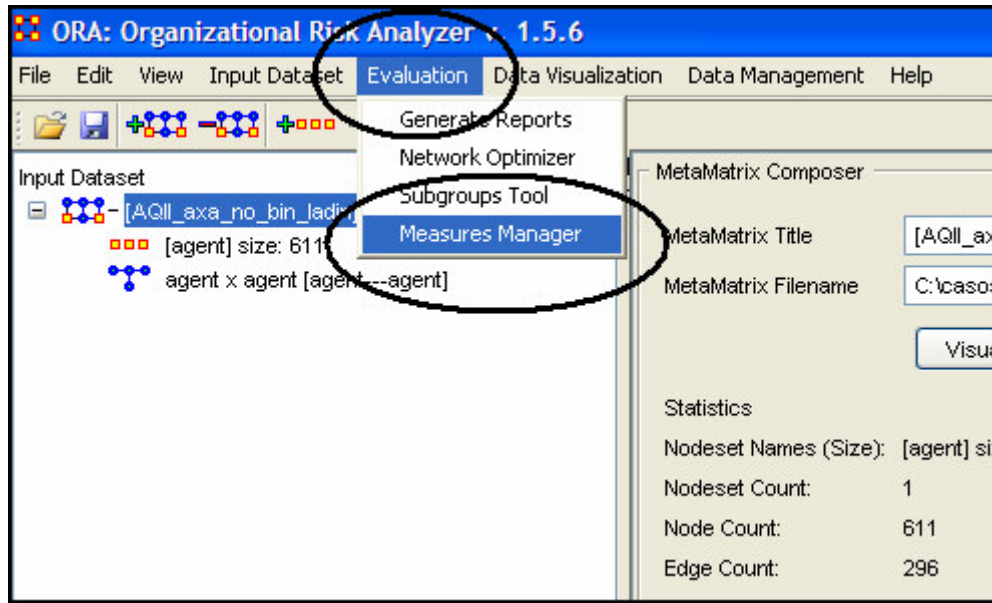 ORA: Organizational Risk Analyzer v. 1.5.6
File Edit View Input Dataset Evaluation Data Visualization Data Management Help
Generate Reports
Network Optimizer
Subgroups Tool
Measures Manager
Input Dataset
[AQII_axa_no_bin_ladin]
[agent] size: 611
agent x agent [agent---agent]
MetaMatrix Composer
MetaMatrix Title [AQII_ax
MetaMatrix Filename C:\casos
Visua
Statistics
Nodeset Names (Size): [agent] si
Nodeset Count: 1
Node Count: 611
Edge Count: 296